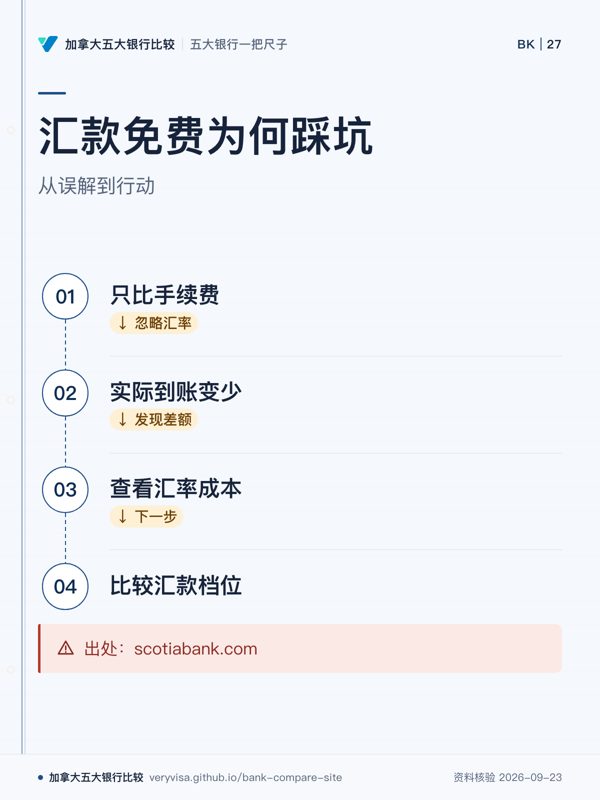 加拿大五大银行比较 | 五大银行一把尺子
BK | 27
汇款免费为何踩坑
从误解到行动
01 只比手续费
↓ 忽略汇率
02 实际到账变少
↓ 发现差额
03 查看汇率成本
↓ 下一步
04 比较汇款档位
出处：scotiabank.com
加拿大五大银行比较 veryvisa.github.io/bank-compare-site
资料核验 2026-09-23